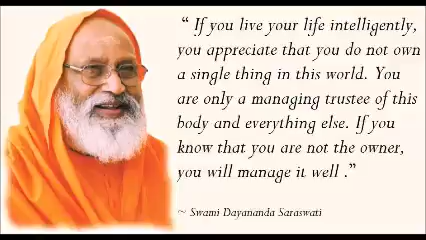 “ If you live your life intelligently,
you appreciate that you do not own
a single thing in this world. You
are only a managing trustee of this
body and everything else. If you
know that you are not the owner,
you will manage it well .”
~ Swami Dayananda Saraswati